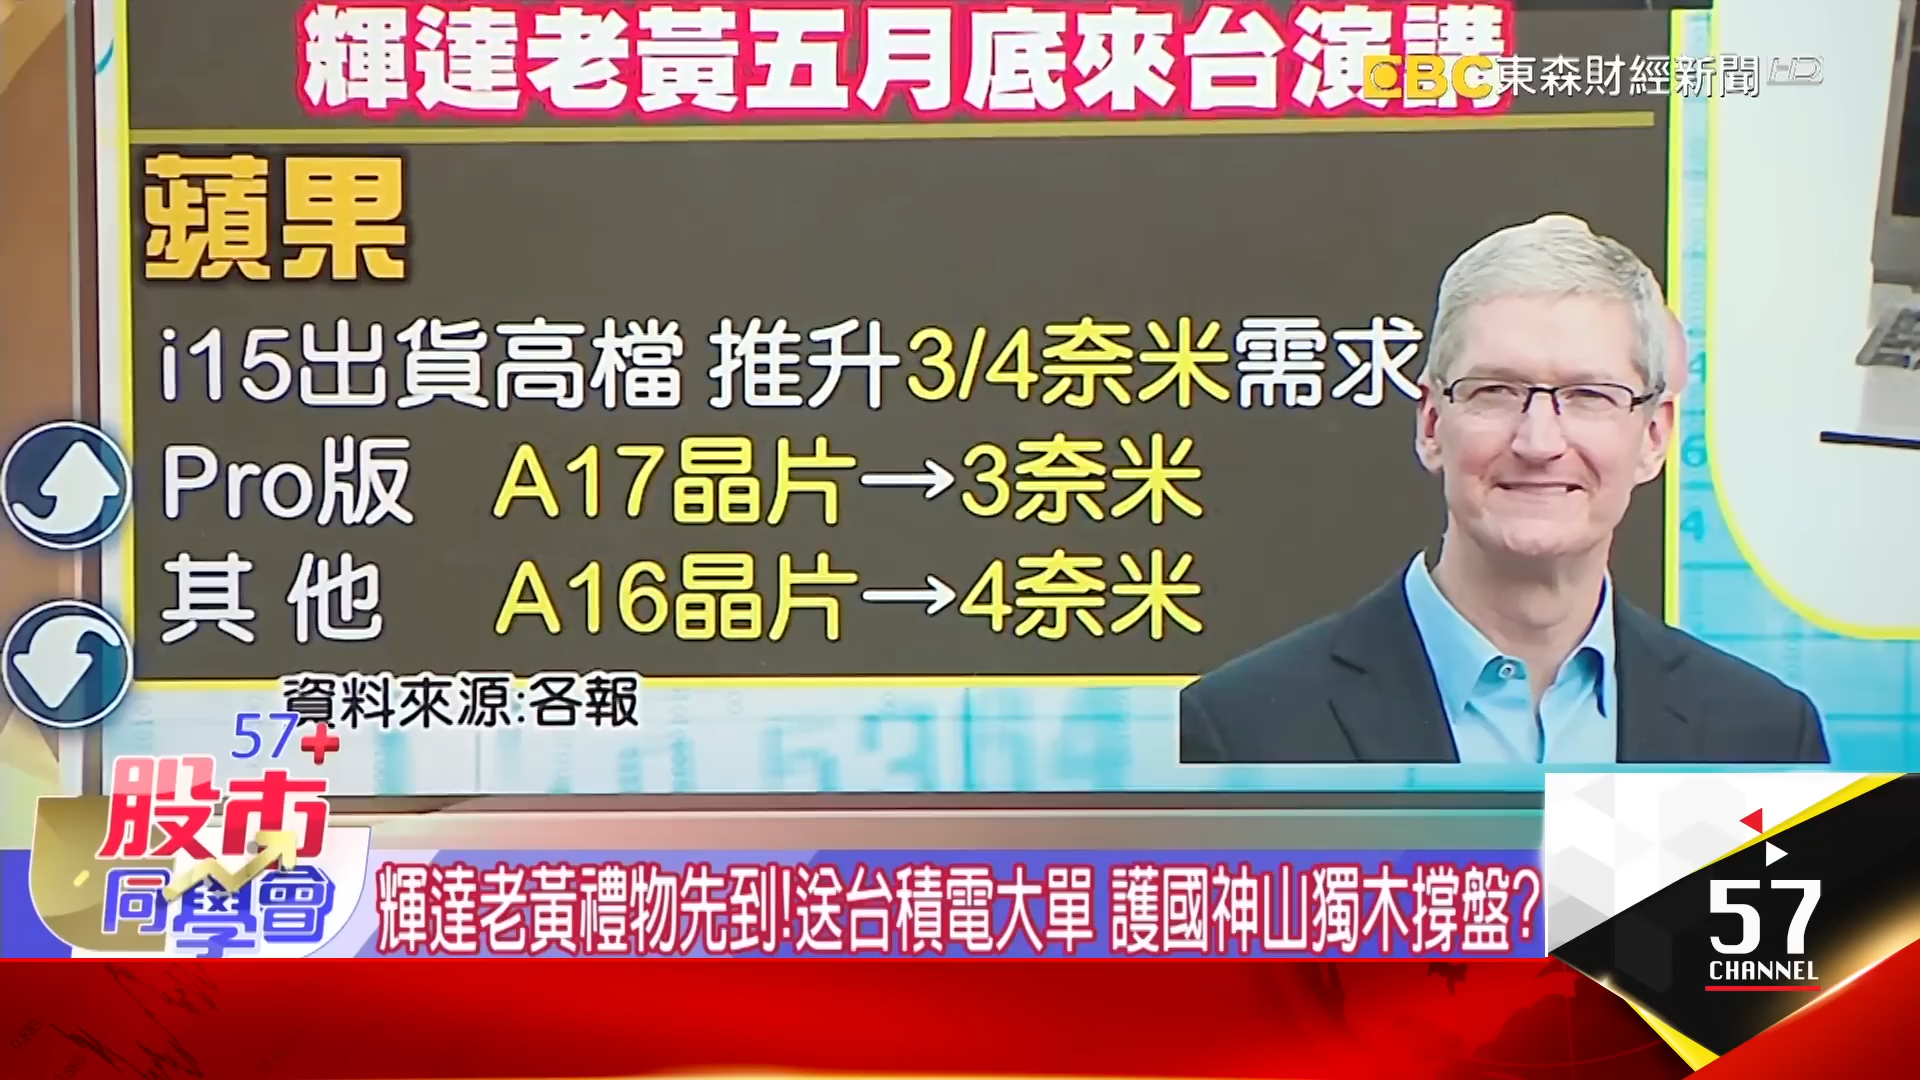 輝達老黃五月底來台演講
EBC東森財經新聞HD
蘋果
i15出貨高檔 推升3/4奈米需求
Pro版 A17晶片→3奈米
其他 A16晶片→4奈米
資料來源:各報
57+
股市
同學會
輝達老黃禮物先到!送台積電大單 護國神山獨木撐盤?
57
CHANNEL